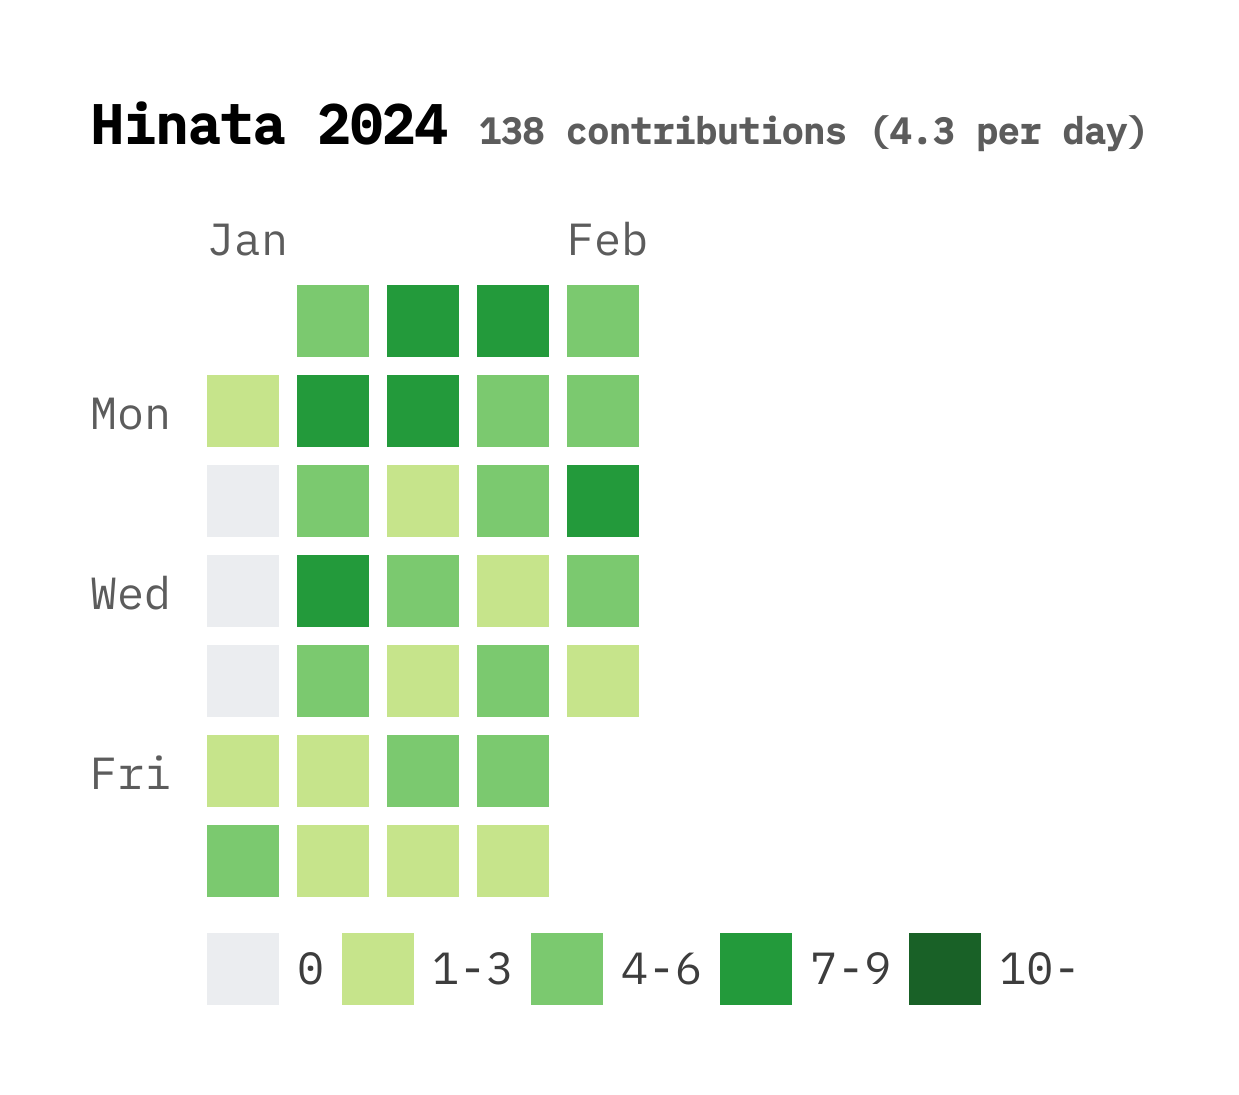 Hinata 2024 138 contributions (4.3 per day)
Jan Feb
Mon
Wed
Fri
0 1-3 4-6 7-9 10-